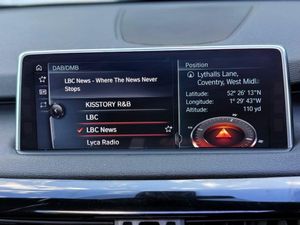 DAB/DMB
LBC News - Where The News Never
Stops
KISSTORY R&B
LBC
LBC News
Lyca Radio
Position
Lythalls Lane,
Coventry, West Midl
Latitude: 52° 26' 13"N
Longitude: 1° 29' 43"W
Altitude: 110 yd